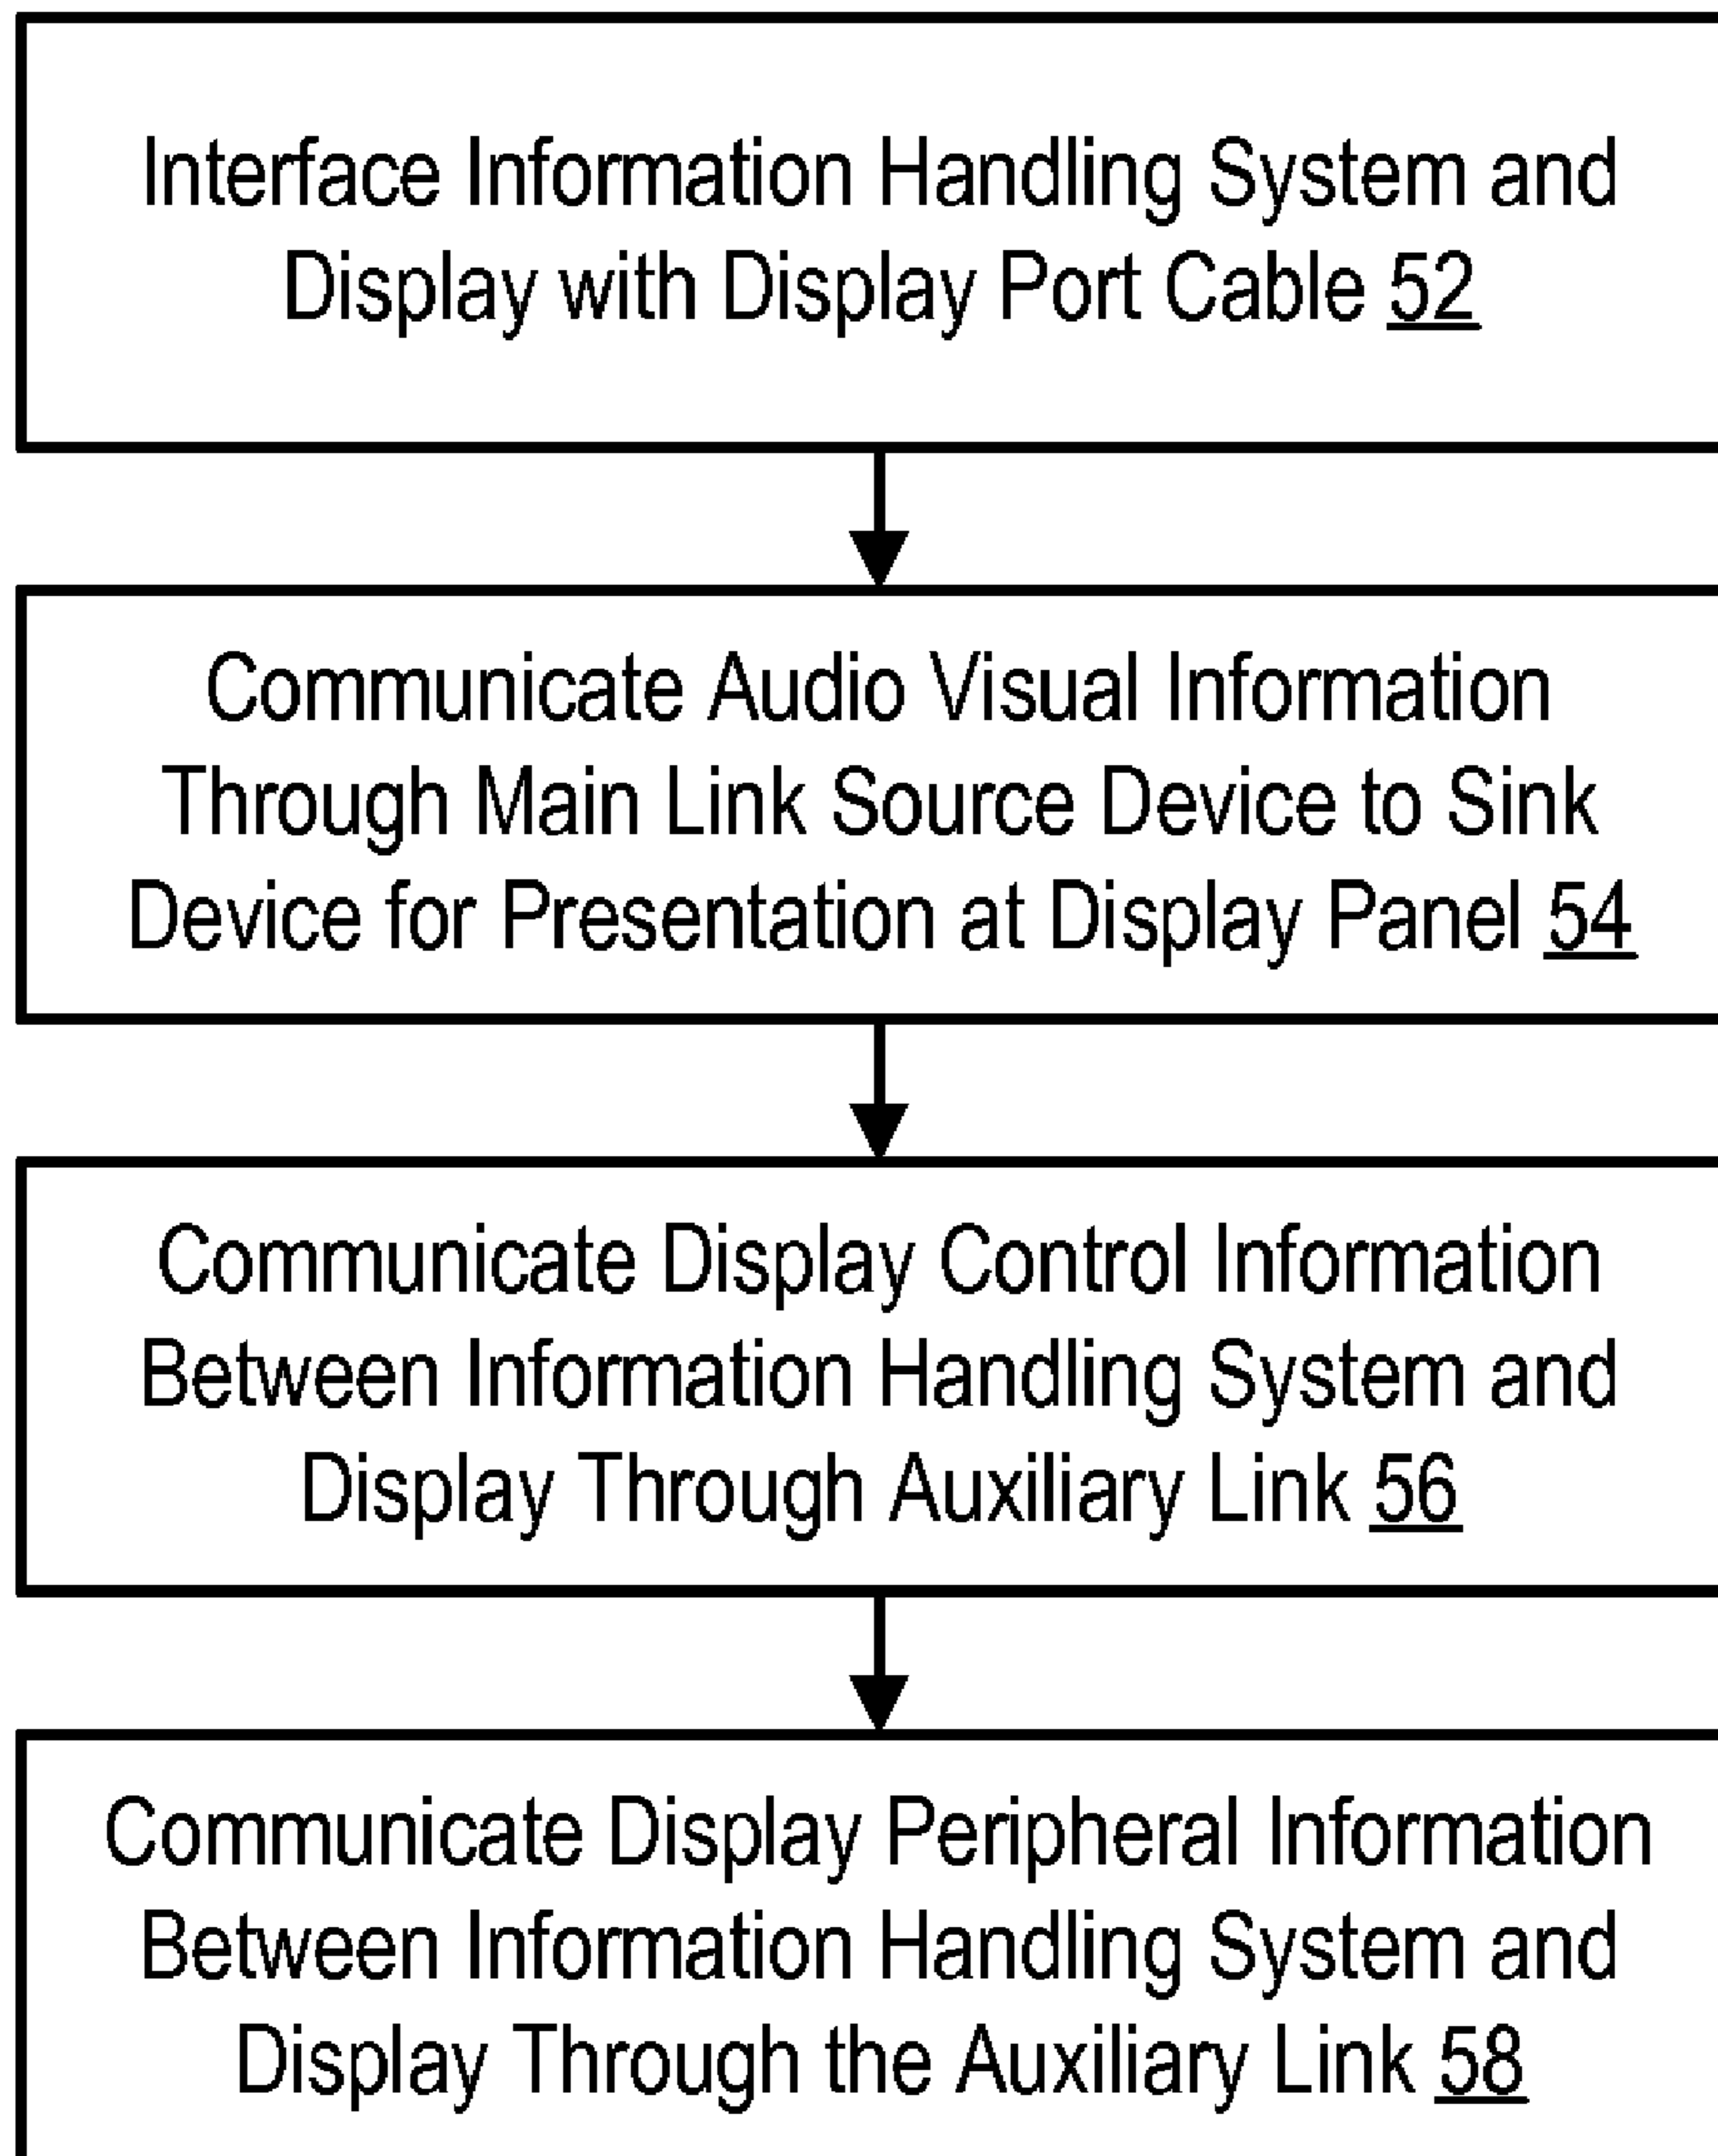 Interface Information Handling System and
Display with Display Port Cable 52
Communicate Audio Visual Information
Through Main Link Source Device to Sink
Device for Presentation at Display Panel 54
Communicate Display Control Information
Between Information Handling System and
Display Through Auxiliary Link 56
Communicate Display Peripheral Information
Between Information Handling System and
Display Through the Auxiliary Link 58